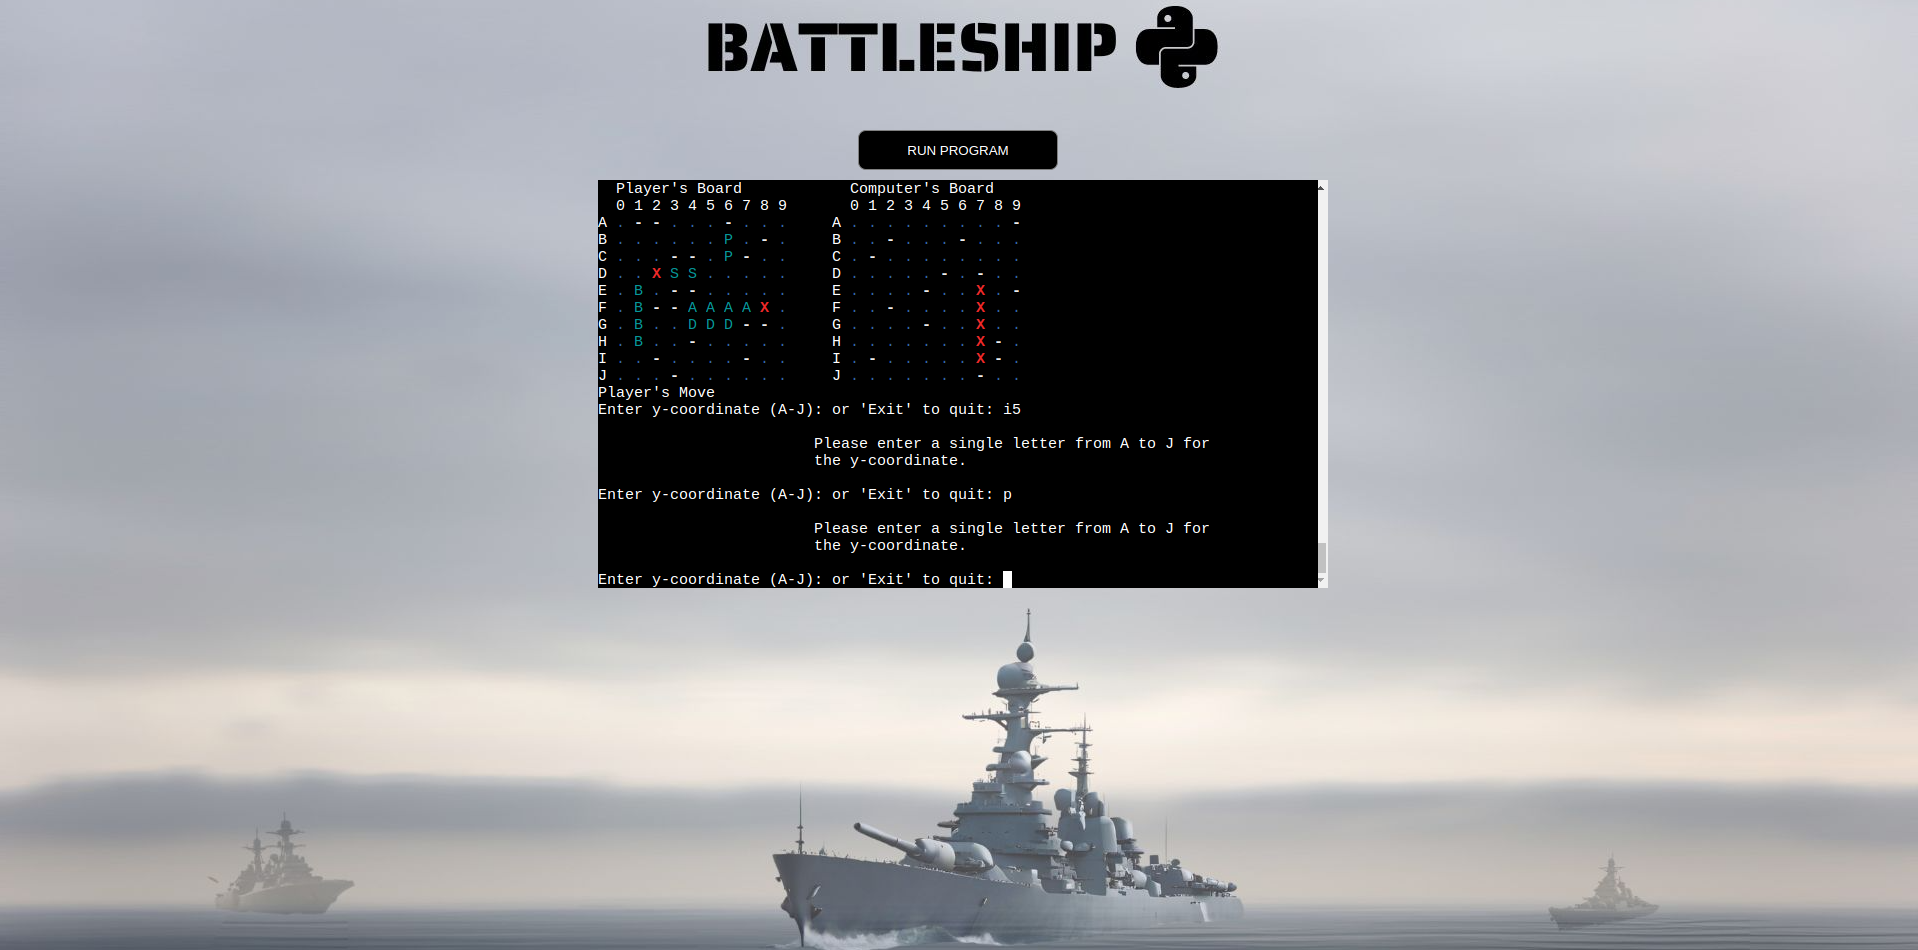 BATTLESHIP
RUN PROGRAM
  Player's Board            Computer's Board
  0 1 2 3 4 5 6 7 8 9       0 1 2 3 4 5 6 7 8 9
A . - - . . . - . . .     A . . . . . . . . . -
B . . . . . . P . - .     B . . - . . . - . . .
C . . . - - . P - . .     C . - . . . . . . . .
D . . X S S . . . . .     D . . . . . - . - . .
E . B . - - . . . . .     E . . . . - . . X . -
F . B - - A A A A X .     F . . - . . . . X . .
G . B . . D D D - - .     G . . . . - . . X . .
H . B . . - . . . . .     H . . . . . . . X - .
I . . - . . . . - . .     I . - . . . . . X - .
J . . . - . . . . . .     J . . . . . . . - . .
Player's Move
Enter y-coordinate (A-J): or 'Exit' to quit: i5
Please enter a single letter from A to J for
the y-coordinate.
Enter y-coordinate (A-J): or 'Exit' to quit: p
Please enter a single letter from A to J for
the y-coordinate.
Enter y-coordinate (A-J): or 'Exit' to quit: